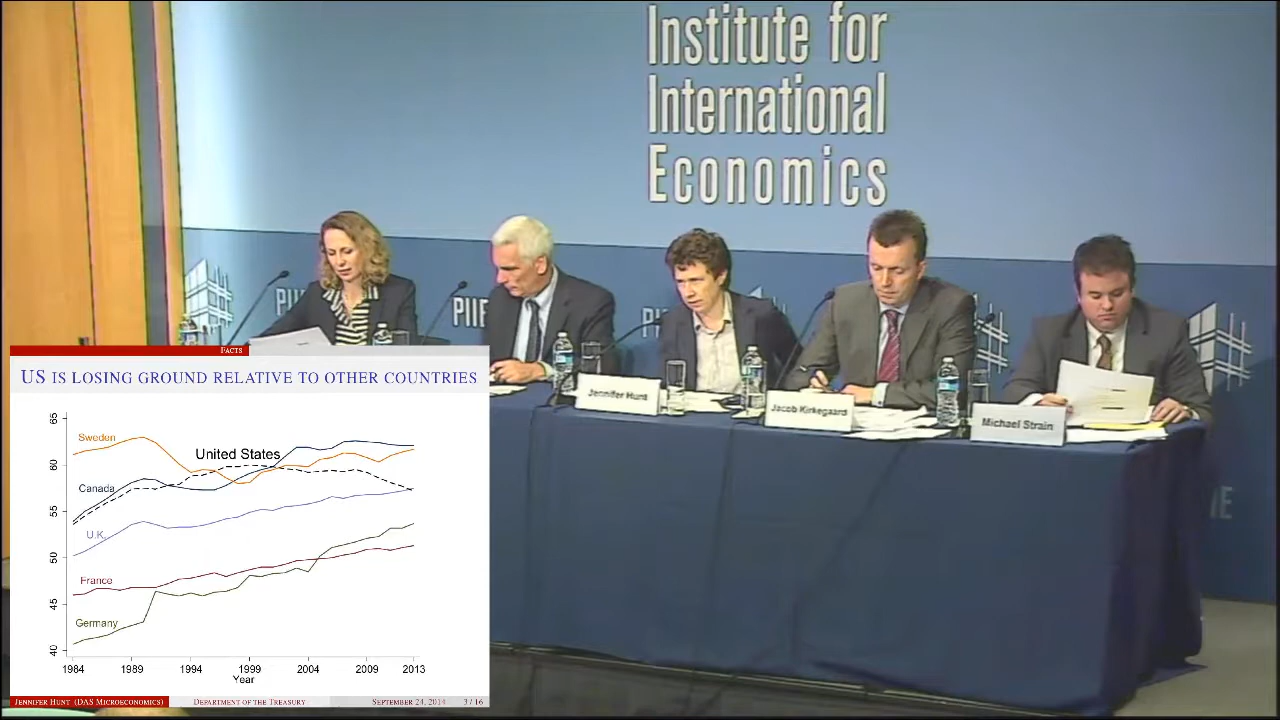 Institute for
International
Economics
PIIE
PIIE
Jennifer Hunt
Jacob Kirkegaard
Michael Strain
FACTS
US IS LOSING GROUND RELATIVE TO OTHER COUNTRIES
65
60
55
50
45
40
Sweden
United States
Canada
U.K.
France
Germany
1984 1989 1994 1999 2004 2009 2013
Year
JENNIFER HUNT (DAS MICROECONOMICS) DEPARTMENT OF THE TREASURY SEPTEMBER 24, 2014 3 / 16